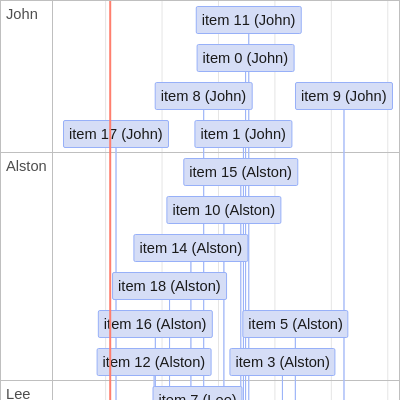 John
item 11 (John)
item 0 (John)
item 8 (John)
item 9 (John)
item 17 (John)
item 1 (John)
Alston
item 15 (Alston)
item 10 (Alston)
item 14 (Alston)
item 18 (Alston)
item 16 (Alston)
item 5 (Alston)
item 12 (Alston)
item 3 (Alston)
Lee
item 7 (Lee)